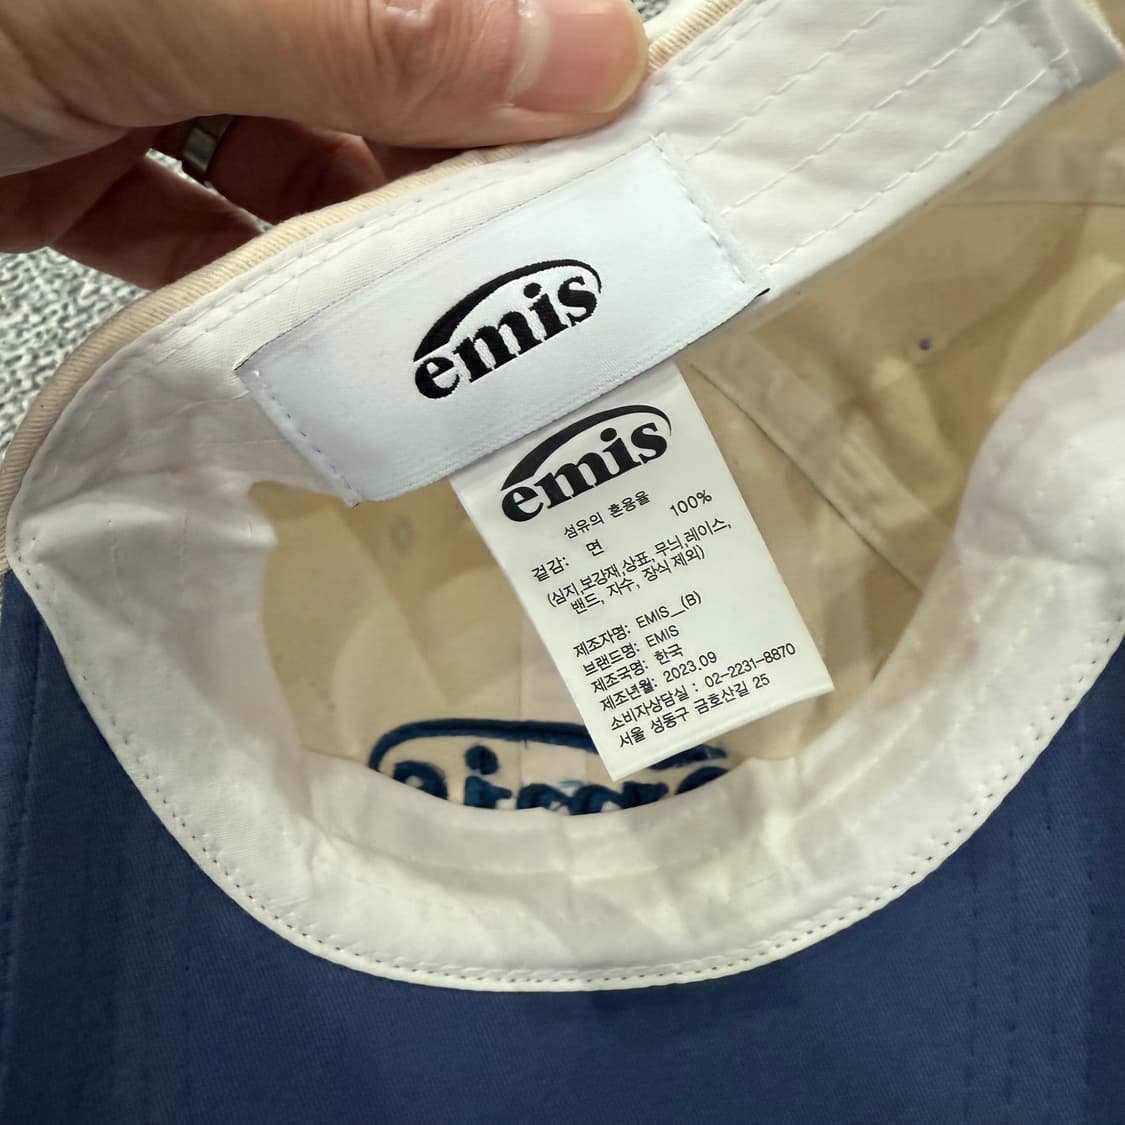 emis
emis
섬유의 혼용율
겉감: 면 100%
(심지,보강재,상표,무늬,레이스,
밴드, 자수, 장식 제외)
제조자명: EMIS__(B)
브랜드명: EMIS
제조국명: 한국
제조년월: 2023.09
소비자상담실 : 02-2231-8870
서울 성동구 금호산길 25